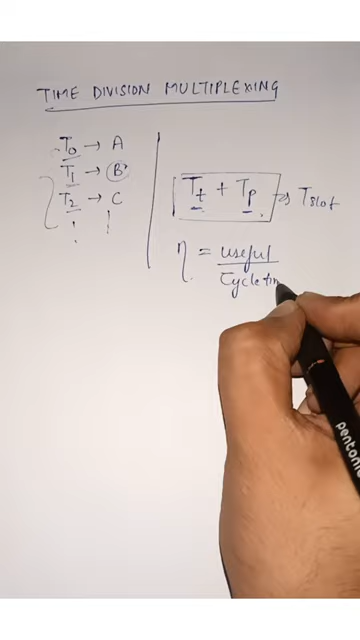 TIME DIVISION MULTIPLEXING
T0 → A
T1 → B
T2 → C
Tt + Tp → Tslot
η = useful
Cycle tim
pentonic